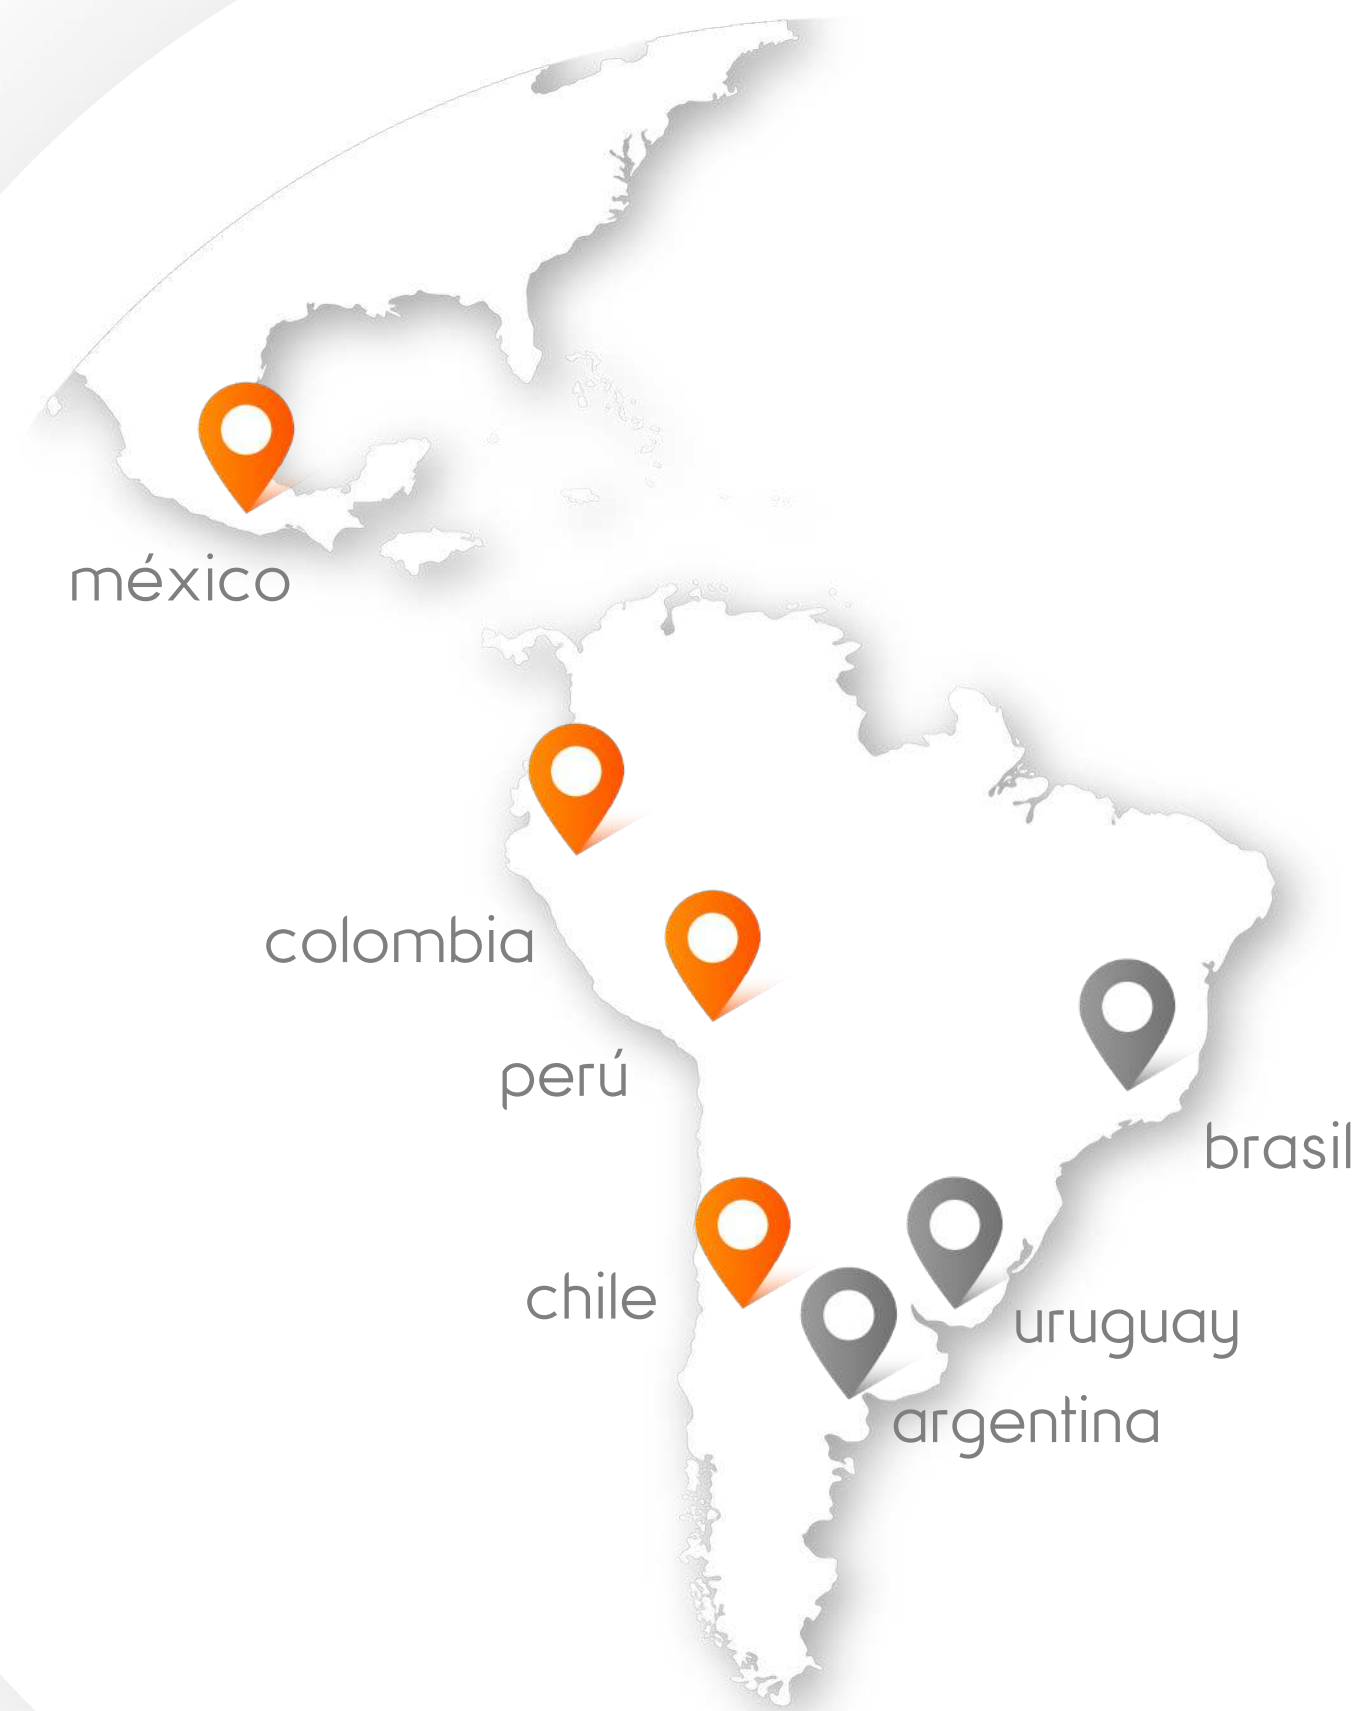 méxico
colombia
perú
brasil
chile
uruguay
argentina